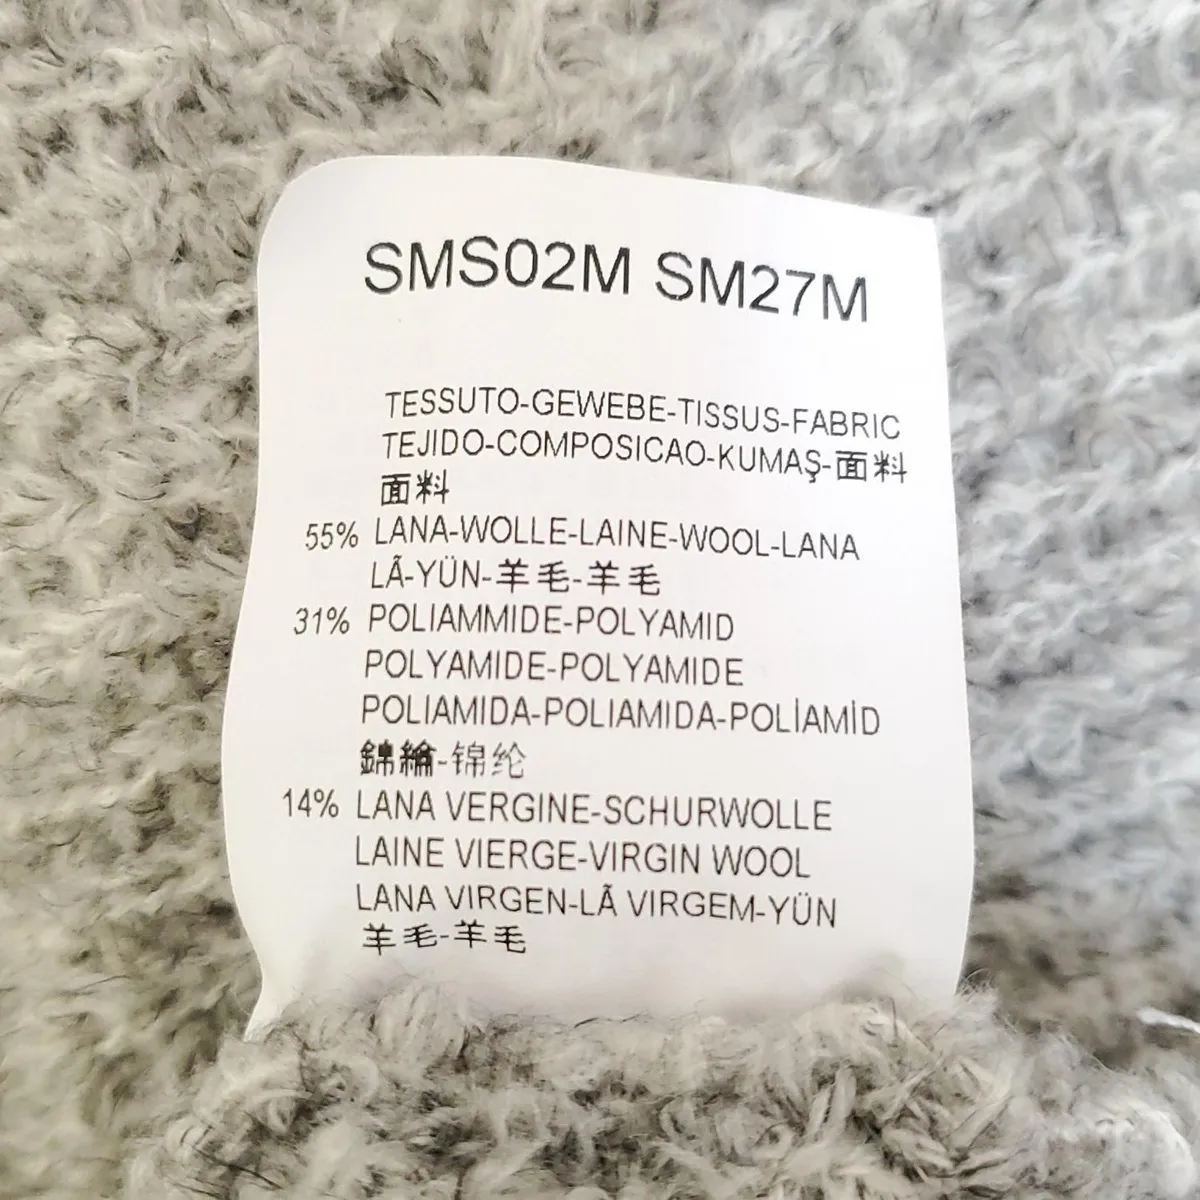 SMS02M SM27M
TESSUTO-GEWEBE-TISSUS-FABRIC
TEJIDO-COMPOSICAO-KUMAŞ-面料
面料
55% LANA-WOLLE-LAINE-WOOL-LANA
LÃ-YÜN-羊毛-羊毛
31% POLIAMMIDE-POLYAMID
POLYAMIDE-POLYAMIDE
POLIAMIDA-POLIAMIDA-POLİAMİD
錦綸-锦纶
14% LANA VERGINE-SCHURWOLLE
LAINE VIERGE-VIRGIN WOOL
LANA VIRGEN-LÃ VIRGEM-YÜN
羊毛-羊毛